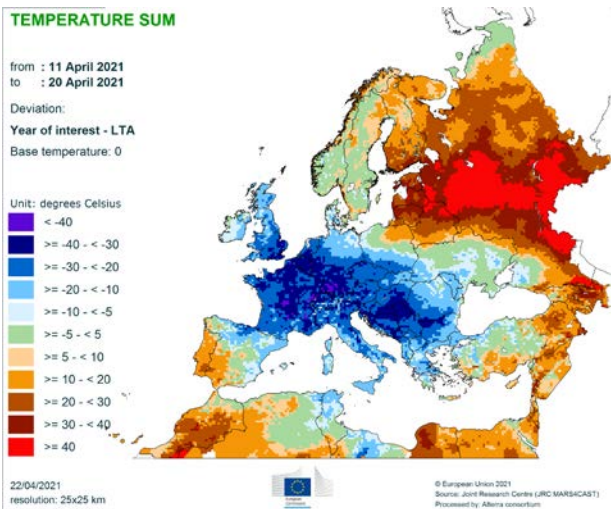 TEMPERATURE SUM
from : 11 April 2021
to : 20 April 2021
Deviation:
Year of interest - LTA
Base temperature: 0
Unit: degrees Celsius
< -40
>= -40 - < -30
>= -30 - < -20
>= -20 - < -10
>= -10 - < -5
>= -5 - < 5
>= 5 - < 10
>= 10 - < 20
>= 20 - < 30
>= 30 - < 40
>= 40
22/04/2021
resolution: 25x25 km
European
Commission
© European Union 2021
Source: Joint Research Centre (JRC MARS4CAST)
Processed by: Alterra consortium